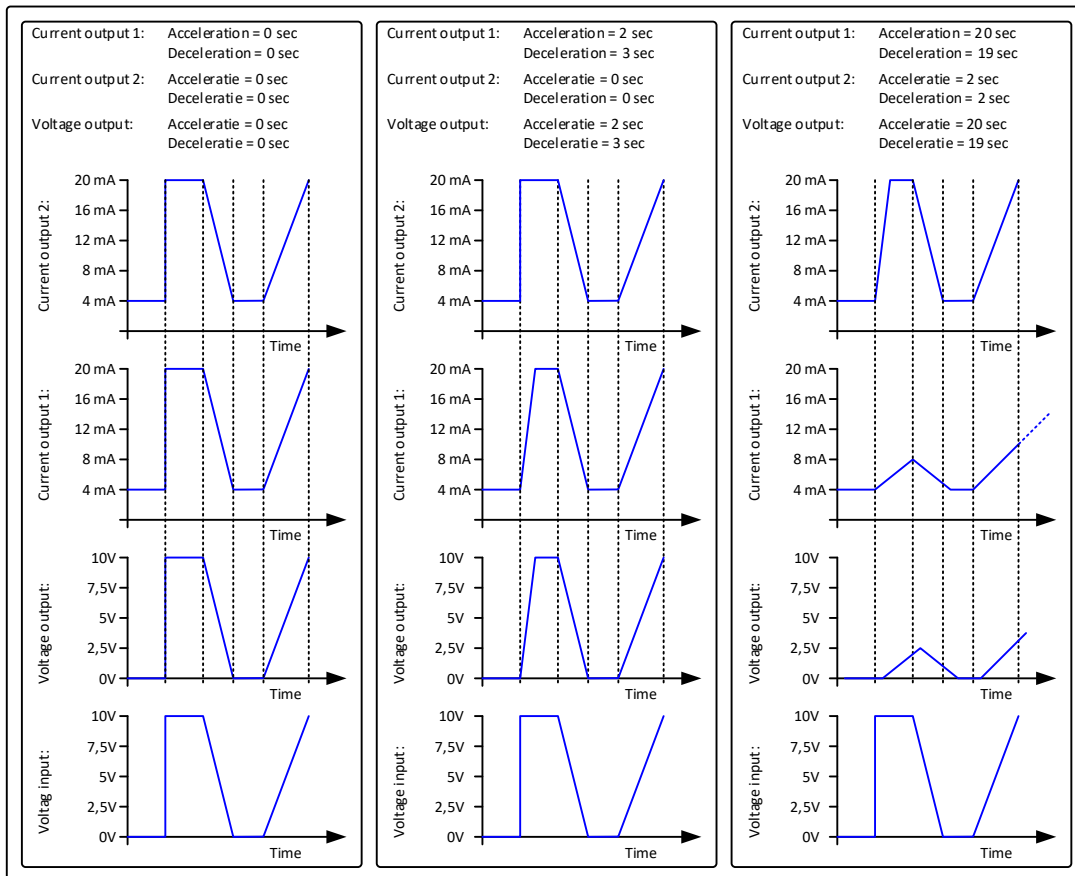 Current output 1: Acceleration = 0 sec
Deceleration = 0 sec
Current output 2: Acceleratie = 0 sec
Deceleratie = 0 sec
Voltage output: Acceleratie = 0 sec
Deceleratie = 0 sec
20 mA
16 mA
12 mA
8 mA
4 mA
Current output 2:
Time
20 mA
16 mA
12 mA
8 mA
4 mA
Current output 1:
Time
10V
7,5V
5V
2,5V
0V
Voltage output:
Time
10V
7,5V
5V
2,5V
0V
Voltag input:
Time
Current output 1: Acceleration = 2 sec
Deceleration = 3 sec
Current output 2: Acceleratie = 0 sec
Deceleration = 0 sec
Voltage output: Acceleratie = 2 sec
Deceleratie = 3 sec
20 mA
16 mA
12 mA
8 mA
4 mA
Current output 2:
Time
20 mA
16 mA
12 mA
8 mA
4 mA
Current output 1:
Time
10V
7,5V
5V
2,5V
0V
Voltage output:
Time
10V
7,5V
5V
2,5V
0V
Voltage input:
Time
Current output 1: Acceleration = 20 sec
Deceleration = 19 sec
Current output 2: Acceleratie = 2 sec
Deceleration = 2 sec
Voltage output: Acceleratie = 20 sec
Deceleratie = 19 sec
20 mA
16 mA
12 mA
8 mA
4 mA
Current output 2:
Time
20 mA
16 mA
12 mA
8 mA
4 mA
Current output 1:
Time
10V
7,5V
5V
2,5V
0V
Voltage output:
Time
10V
7,5V
5V
2,5V
0V
Voltage input:
Time